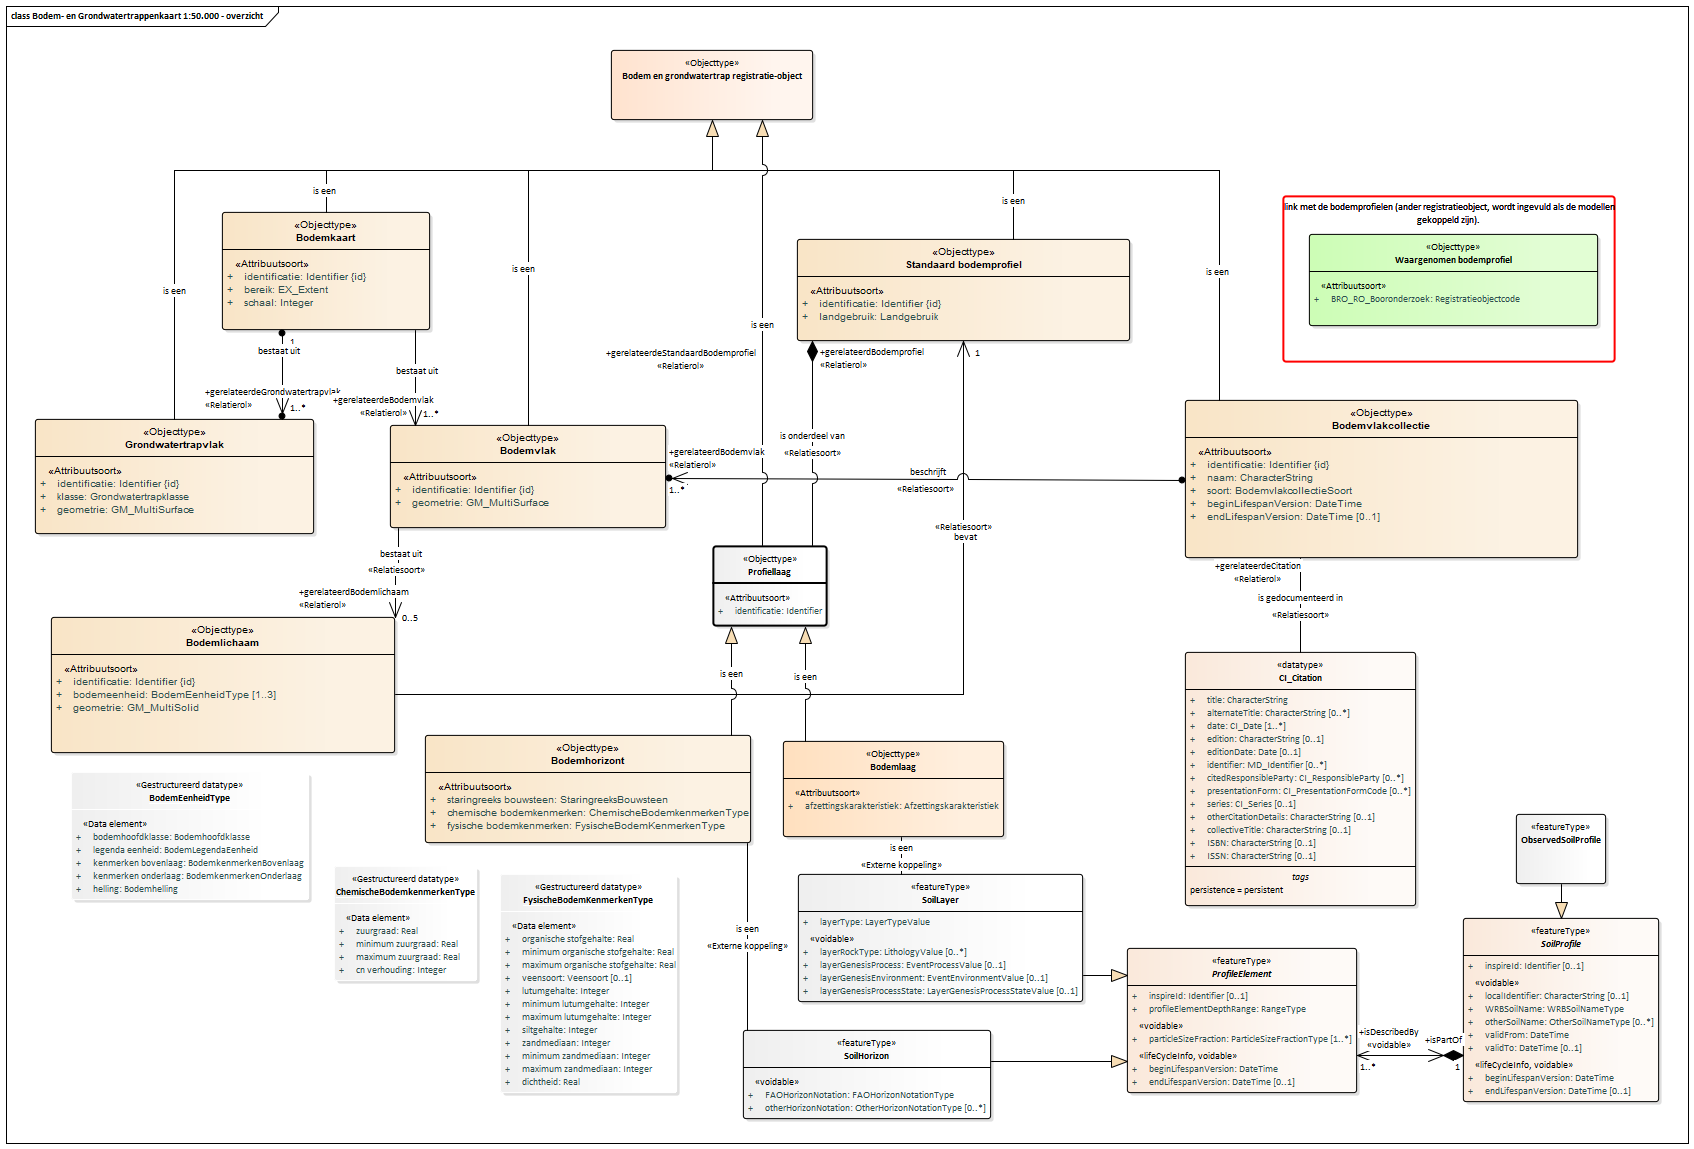 class Bodem- en Grondwatertrappenkaart 1:50.000 - overzicht
«Objecttype»
Bodem en grondwatertrap registratie-object
is een
is een
is een
is een
is een
is een
«Objecttype»
Bodemkaart
«Attribuutsoort»
+ identificatie: Identifier {id}
+ bereik: EX_Extent
+ schaal: Integer
«Objecttype»
Standaard bodemprofiel
«Attribuutsoort»
+ identificatie: Identifier {id}
+ landgebruik: Landgebruik
link met de bodemprofielen (ander registratieobject, wordt ingevuld als de modellen
gekoppeld zijn).
«Objecttype»
Waargenomen bodemprofiel
«Attribuutsoort»
+ BRO_RO_Booronderzoek: Registratieobjectcode
1
bestaat uit
+gerelateerdeGrondwatertrapvlak
«Relatierol»
1..*
bestaat uit
+gerelateerdeBodemvlak
«Relatierol»
1..*
+gerelateerdeStandaardBodemprofiel
«Relatierol»
+gerelateerdBodemprofiel
«Relatierol»
1
is onderdeel van
«Relatiesoort»
«Objecttype»
Grondwatertrapvlak
«Attribuutsoort»
+ identificatie: Identifier {id}
+ klasse: Grondwatertrapklasse
+ geometrie: GM_MultiSurface
«Objecttype»
Bodemvlak
«Attribuutsoort»
+ identificatie: Identifier {id}
+ geometrie: GM_MultiSurface
+gerelateerdBodemvlak
«Relatierol»
1..*
beschrijft
«Relatiesoort»
«Objecttype»
Bodemvlakcollectie
«Attribuutsoort»
+ identificatie: Identifier {id}
+ naam: CharacterString
+ soort: BodemvlakcollectieSoort
+ beginLifespanVersion: DateTime
+ endLifespanVersion: DateTime [0..1]
«Relatiesoort»
bevat
bestaat uit
«Relatiesoort»
+gerelateerdBodemlichaam
«Relatierol»
0..5
«Objecttype»
Profiellaag
«Attribuutsoort»
+ identificatie: Identifier
+gerelateerdeCitation
«Relatierol»
is gedocumenteerd in
«Relatiesoort»
«Objecttype»
Bodemlichaam
«Attribuutsoort»
+ identificatie: Identifier {id}
+ bodemeenheid: BodemEenheidType [1..3]
+ geometrie: GM_MultiSolid
is een
is een
«datatype»
CI_Citation
+ title: CharacterString
+ alternateTitle: CharacterString [0..*]
+ date: CI_Date [1..*]
+ edition: CharacterString [0..1]
+ editionDate: Date [0..1]
+ identifier: MD_Identifier [0..*]
+ citedResponsibleParty: CI_ResponsibleParty [0..*]
+ presentationForm: CI_PresentationFormCode [0..*]
+ series: CI_Series [0..1]
+ otherCitationDetails: CharacterString [0..1]
+ collectiveTitle: CharacterString [0..1]
+ ISBN: CharacterString [0..1]
+ ISSN: CharacterString [0..1]
tags
persistence = persistent
«Objecttype»
Bodemhorizont
«Attribuutsoort»
+ staringreeks bouwsteen: StaringreeksBouwsteen
+ chemische bodemkenmerken: ChemischeBodemkenmerkenType
+ fysische bodemkenmerken: FysischeBodemKenmerkenType
«Objecttype»
Bodemlaag
«Attribuutsoort»
+ afzettingskarakteristiek: Afzettingskarakteristiek
«Gestructureerd datatype»
BodemEenheidType
«Data element»
+ bodemhoofdklasse: Bodemhoofdklasse
+ legenda eenheid: BodemLegendaEenheid
+ kenmerken bovenlaag: BodemkenmerkenBovenlaag
+ kenmerken onderlaag: BodemkenmerkenOnderlaag
+ helling: Bodemhelling
«Gestructureerd datatype»
ChemischeBodemkenmerkenType
«Data element»
+ zuurgraad: Real
+ minimum zuurgraad: Real
+ maximum zuurgraad: Real
+ cn verhouding: Integer
«Gestructureerd datatype»
FysischeBodemKenmerkenType
«Data element»
+ organische stofgehalte: Real
+ minimum organische stofgehalte: Real
+ maximum organische stofgehalte: Real
+ veensoort: Veensoort [0..1]
+ lutumgehalte: Integer
+ minimum lutumgehalte: Integer
+ maximum lutumgehalte: Integer
+ siltgehalte: Integer
+ zandmediaan: Integer
+ minimum zandmediaan: Integer
+ maximum zandmediaan: Integer
+ dichtheid: Real
is een
«Externe koppeling»
is een
«Externe koppeling»
«featureType»
SoilLayer
+ layerType: LayerTypeValue
«voidable»
+ layerRockType: LithologyValue [0..*]
+ layerGenesisProcess: EventProcessValue [0..1]
+ layerGenesisEnvironment: EventEnvironmentValue [0..1]
+ layerGenesisProcessState: LayerGenesisProcessStateValue [0..1]
«featureType»
SoilHorizon
«voidable»
+ FAOHorizonNotation: FAOHorizonNotationType
+ otherHorizonNotation: OtherHorizonNotationType [0..*]
«featureType»
ProfileElement
+ inspireId: Identifier [0..1]
+ profileElementDepthRange: RangeType
«voidable»
+ particleSizeFraction: ParticleSizeFractionType [1..*]
«lifeCycleInfo, voidable»
+ beginLifespanVersion: DateTime
+ endLifespanVersion: DateTime [0..1]
+isDescribedBy
«voidable»
1..*
+isPartOf
1
«featureType»
ObservedSoilProfile
«featureType»
SoilProfile
+ inspireId: Identifier [0..1]
«voidable»
+ localIdentifier: CharacterString [0..1]
+ WRBSoilName: WRBSoilNameType
+ otherSoilName: OtherSoilNameType [0..*]
+ validFrom: DateTime
+ validTo: DateTime [0..1]
«lifeCycleInfo, voidable»
+ beginLifespanVersion: DateTime
+ endLifespanVersion: DateTime [0..1]